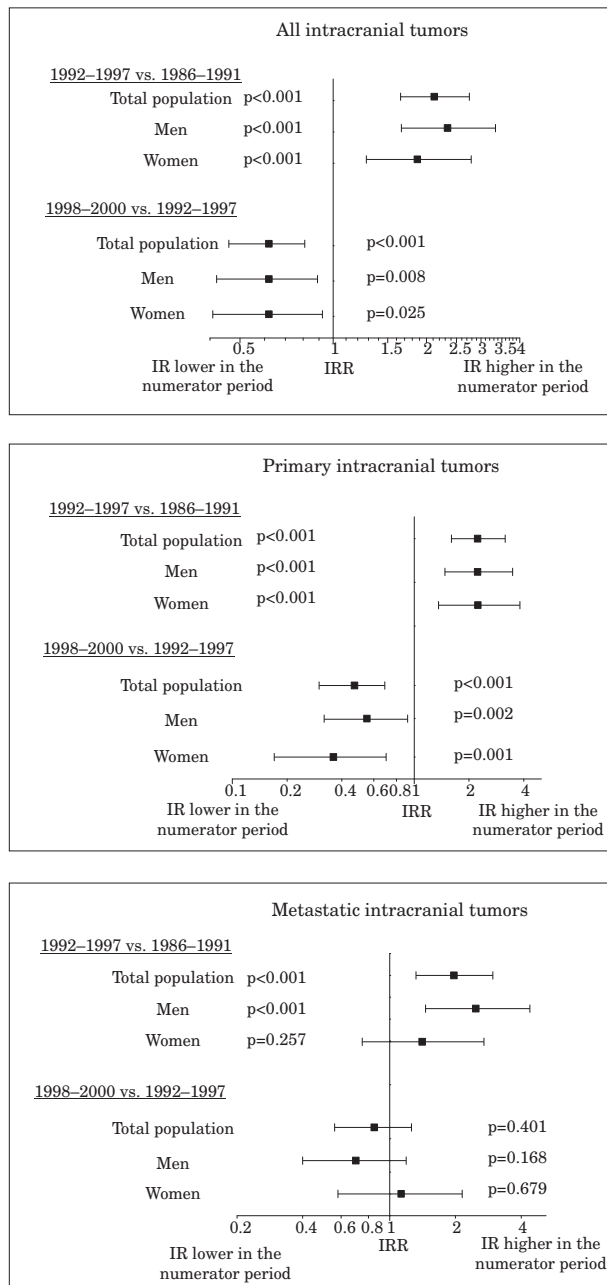 All intracranial tumors
1992–1997 vs. 1986–1991
Total population p<0.001
Men p<0.001
Women p<0.001
1998–2000 vs. 1992–1997
Total population p<0.001
Men p=0.008
Women p=0.025
0.5 1 1.5 2 2.5 3 3.5 4
IR lower in the IRR IR higher in the
numerator period numerator period
Primary intracranial tumors
1992–1997 vs. 1986–1991
Total population p<0.001
Men p<0.001
Women p<0.001
1998–2000 vs. 1992–1997
Total population p<0.001
Men p=0.002
Women p=0.001
0.1 0.2 0.4 0.6 0.8 1 2 4
IR lower in the IRR IR higher in the
numerator period numerator period
Metastatic intracranial tumors
1992–1997 vs. 1986–1991
Total population p<0.001
Men p<0.001
Women p=0.257
1998–2000 vs. 1992–1997
Total population p=0.401
Men p=0.168
Women p=0.679
0.2 0.4 0.6 0.8 1 2 4
IR lower in the IRR IR higher in the
numerator period numerator period